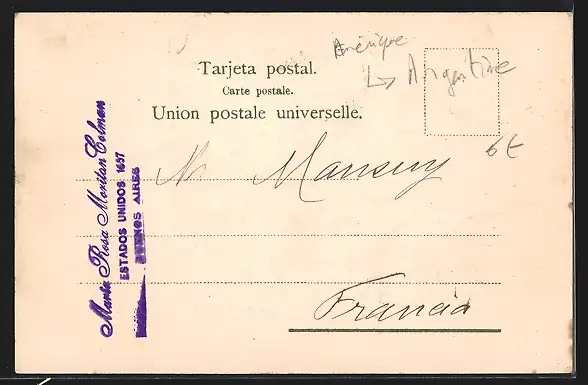 Amérique
↳ Argentine
Tarjeta postal.
Carte postale.
Union postale universelle.
6€
M. Mansuy
Francia
María Rosa Moritan Colman
ESTADOS UNIDOS 1657
BUENOS AIRES